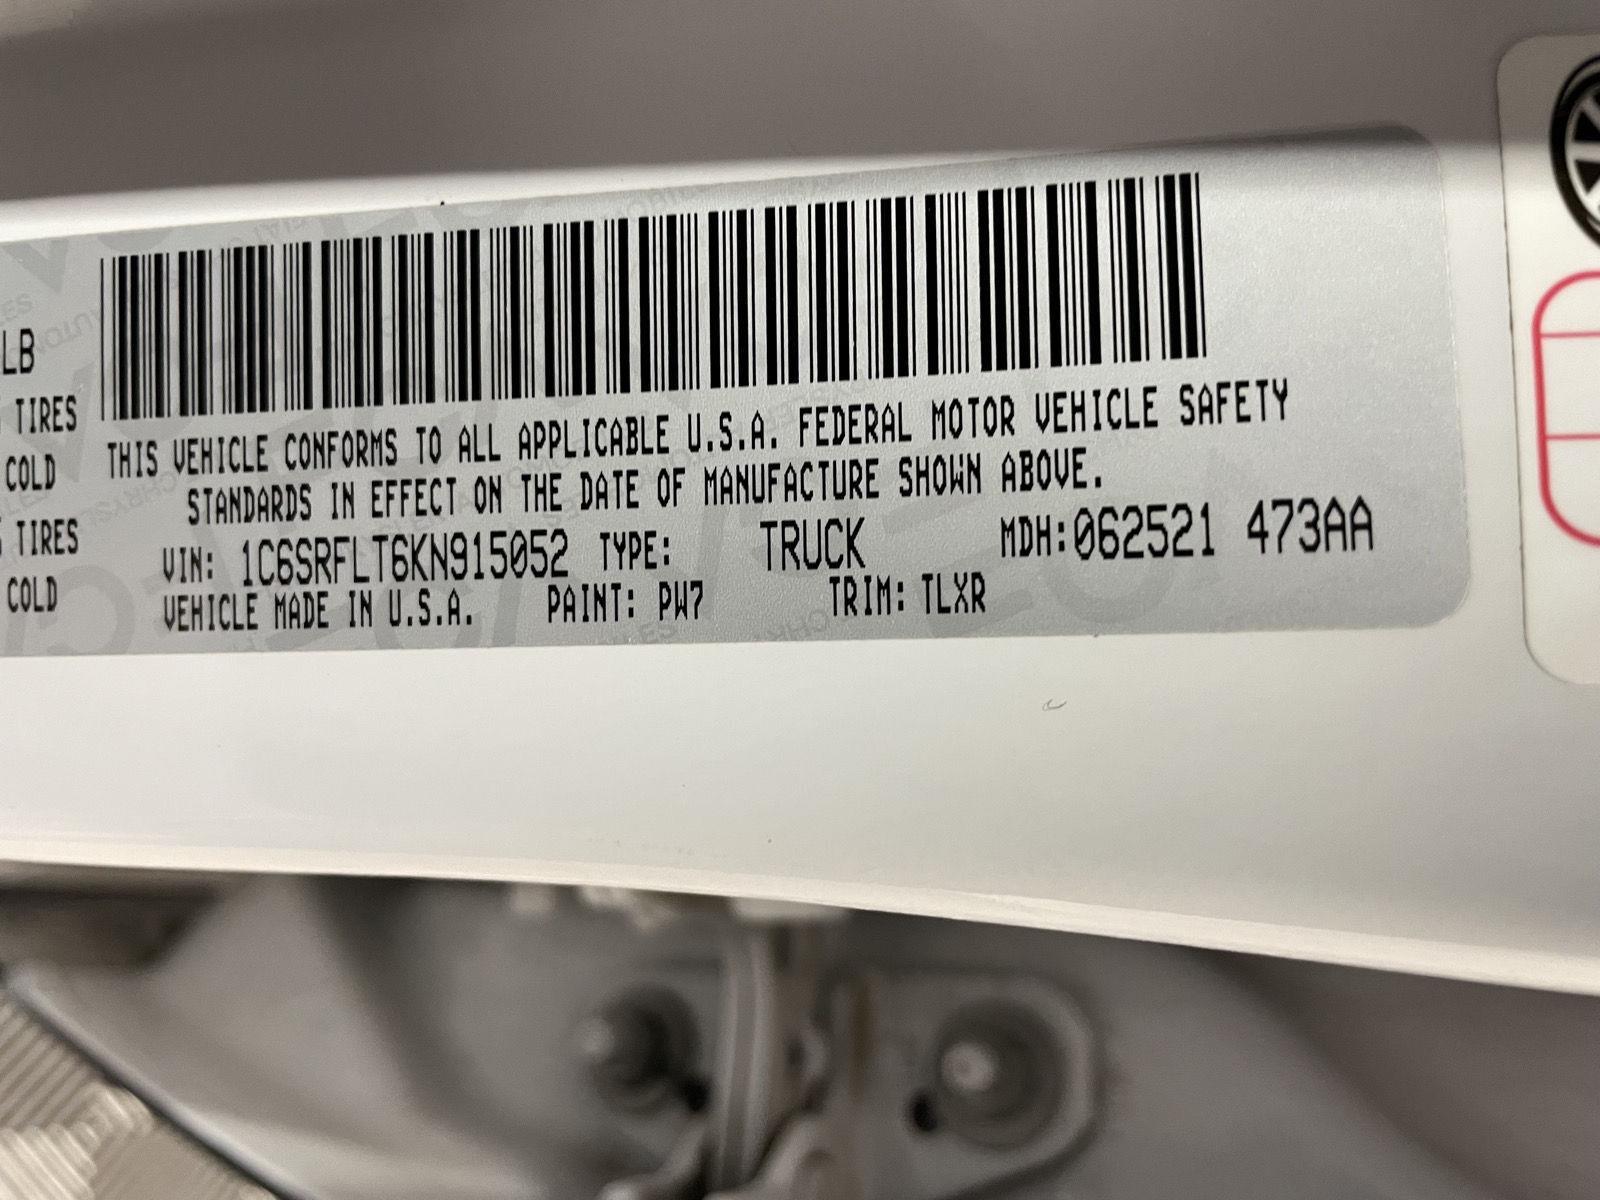 LB
TIRES
COLD
TIRES
COLD
THIS VEHICLE CONFORMS TO ALL APPLICABLE U.S.A. FEDERAL MOTOR VEHICLE SAFETY
STANDARDS IN EFFECT ON THE DATE OF MANUFACTURE SHOWN ABOVE.
VIN: 1C6SRFLT6KN915052 TYPE: TRUCK MDH:062521 473AA
VEHICLE MADE IN U.S.A. PAINT: PW7 TRIM: TLXR